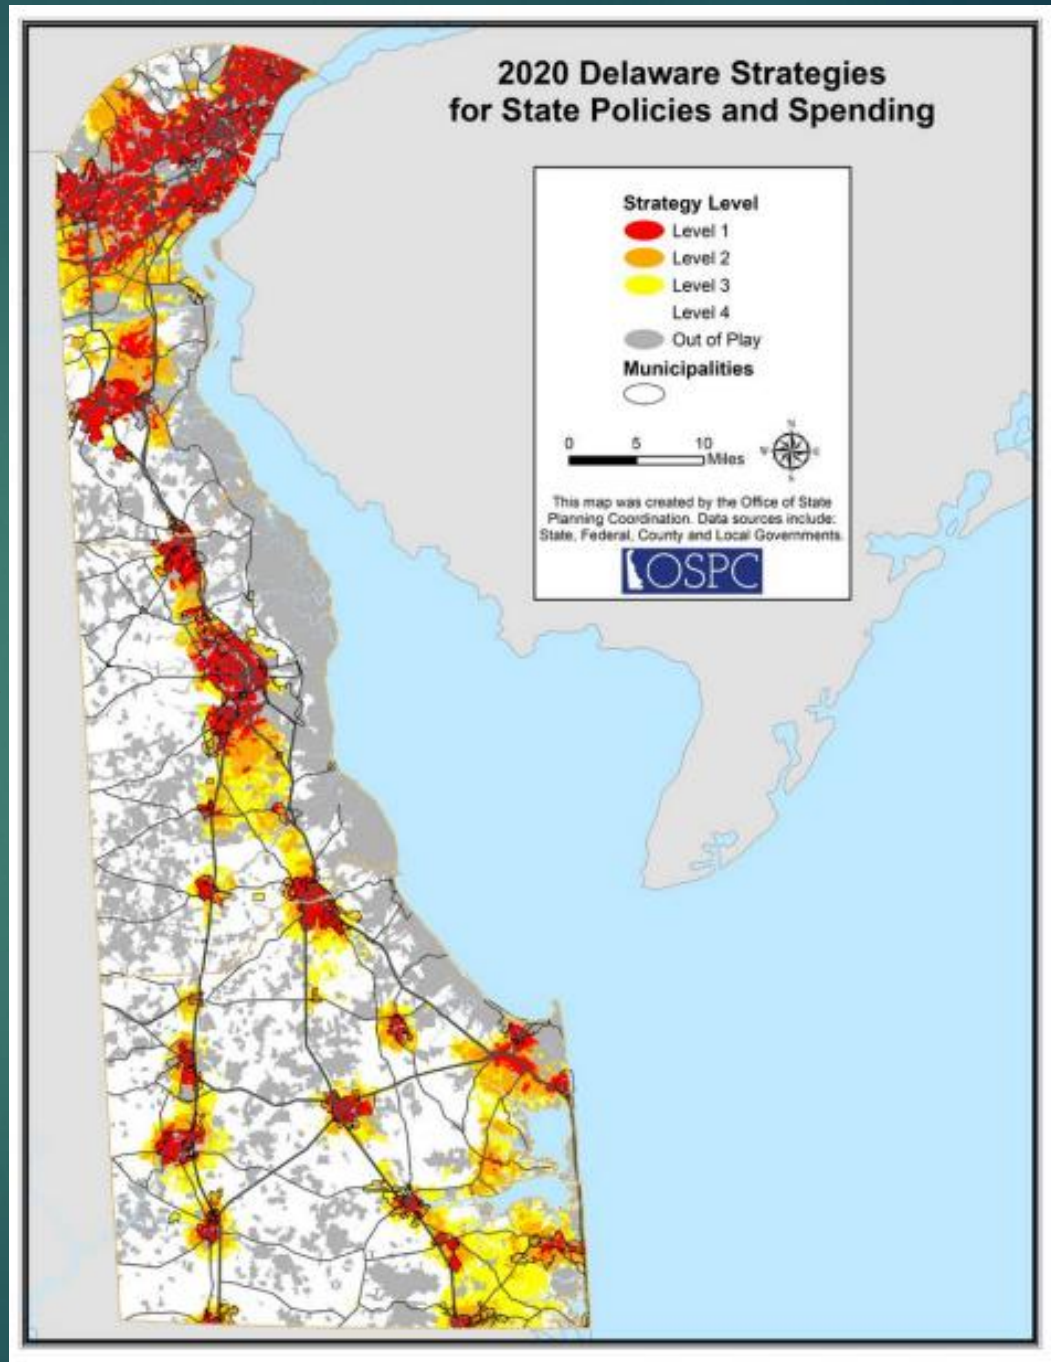 2020 Delaware Strategies
for State Policies and Spending
Strategy Level
Level 1
Level 2
Level 3
Level 4
Out of Play
Municipalities
0 5 10
Miles
N
W E
S
This map was created by the Office of State
Planning Coordination. Data sources include:
State, Federal, County and Local Governments.
OSPC